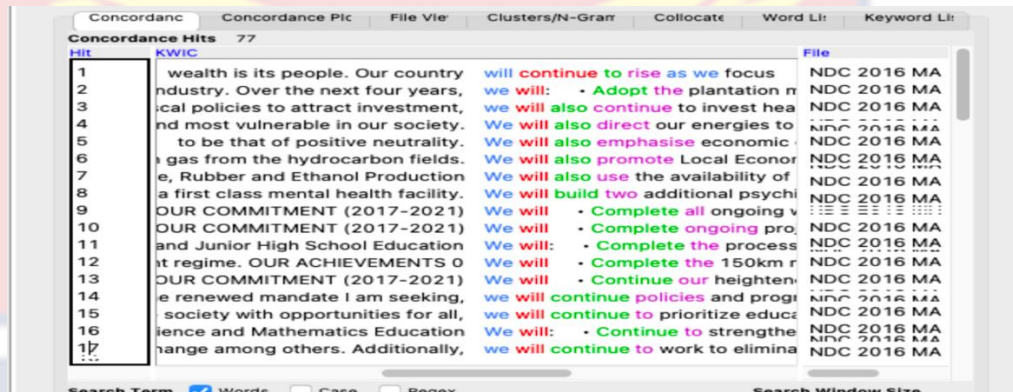 Concordanc Concordance Plc File Vie Clusters/N-Gram Collocate Word Li: Keyword Li:
Concordance Hits 77
Hit KWIC File
1 wealth is its people. Our country will continue to rise as we focus NDC 2016 MA
2 ndustry. Over the next four years, we will: • Adopt the plantation m NDC 2016 MA
3 cal policies to attract investment, we will also continue to invest hea NDC 2016 MA
4 nd most vulnerable in our society. We will also direct our energies to NDC 2016 MA
5 to be that of positive neutrality. We will also emphasise economic NDC 2016 MA
6 gas from the hydrocarbon fields. We will also promote Local Econor NDC 2016 MA
7 e, Rubber and Ethanol Production We will also use the availability of NDC 2016 MA
8 a first class mental health facility. We will build two additional psychi NDC 2016 MA
9 OUR COMMITMENT (2017-2021) We will • Complete all ongoing
10 OUR COMMITMENT (2017-2021) We will • Complete ongoing pro NDC 2016 MA
11 and Junior High School Education We will: • Complete the process NDC 2016 MA
12 nt regime. OUR ACHIEVEMENTS 0 We will • Complete the 150km r NDC 2016 MA
13 OUR COMMITMENT (2017-2021) We will • Continue our heighten NDC 2016 MA
14 e renewed mandate I am seeking, we will continue policies and progr NDC 2016 MA
15 society with opportunities for all, we will continue to prioritize educa NDC 2016 MA
16 ience and Mathematics Education We will: • Continue to strengthe NDC 2016 MA
17 hange among others. Additionally, we will continue to work to elimina NDC 2016 MA
Search Term Words Case Regex Search Window Size